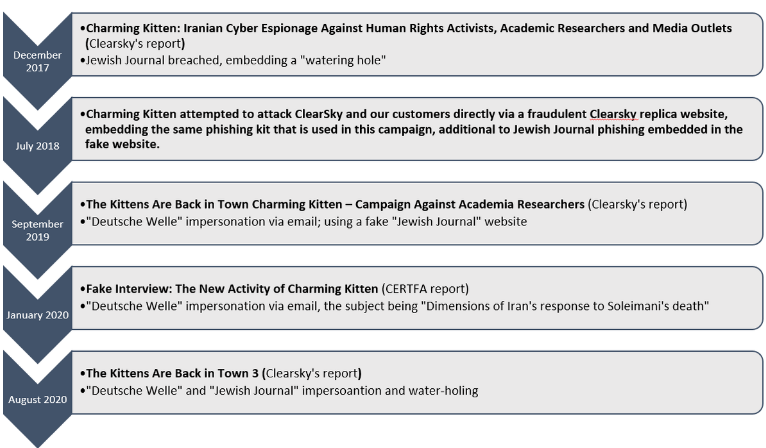 December
2017
•Charming Kitten: Iranian Cyber Espionage Against Human Rights Activists, Academic Researchers and Media Outlets
(Clearsky's report)
•Jewish Journal breached, embedding a "watering hole"
July 2018
•Charming Kitten attempted to attack ClearSky and our customers directly via a fraudulent Clearsky replica website,
embedding the same phishing kit that is used in this campaign, additional to Jewish Journal phishing embedded in the
fake website.
September
2019
•The Kittens Are Back in Town Charming Kitten – Campaign Against Academia Researchers (Clearsky's report)
•"Deutsche Welle" impersonation via email; using a fake "Jewish Journal" website
January 2020
•Fake Interview: The New Activity of Charming Kitten (CERTFA report)
•"Deutsche Welle" impersonation via email, the subject being "Dimensions of Iran's response to Soleimani's death"
August 2020
•The Kittens Are Back in Town 3 (Clearsky's report)
•"Deutsche Welle" and "Jewish Journal" impersoantion and water-holing